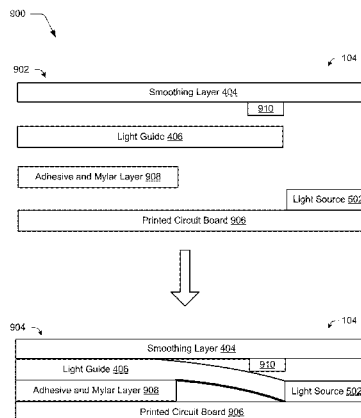 900
902
104
Smoothing Layer 404
910
Light Guide 406
Adhesive and Mylar Layer 908
Light Source 502
Printed Circuit Board 906
904
104
Smoothing Layer 404
Light Guide 406
910
Adhesive and Mylar Layer 908
Light Source 502
Printed Circuit Board 906